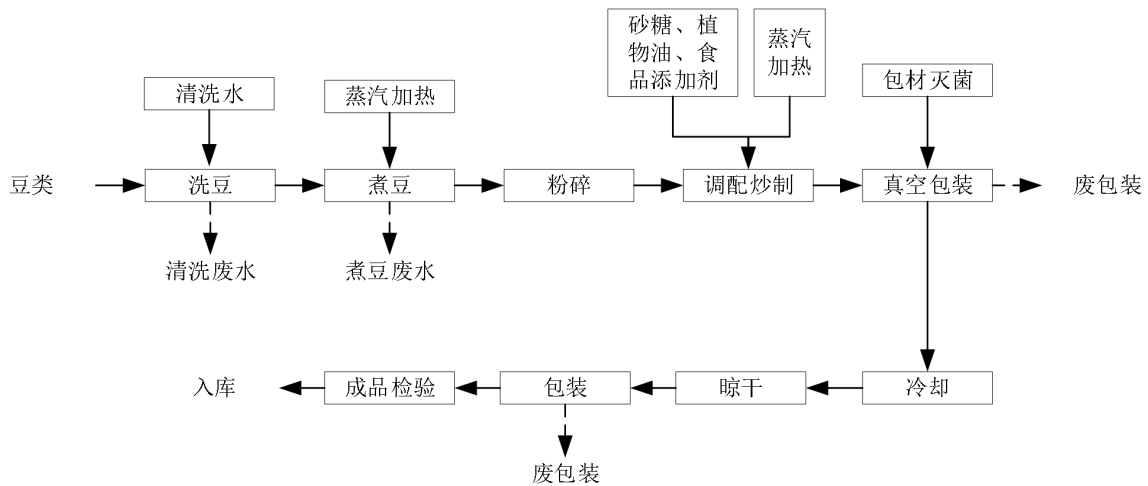 砂糖、植
物油、食
品添加剂
蒸汽
加热
清洗水
蒸汽加热
包材灭菌
豆类
洗豆
煮豆
粉碎
调配炒制
真空包装
废包装
清洗废水
煮豆废水
入库
成品检验
包装
晾干
冷却
废包装